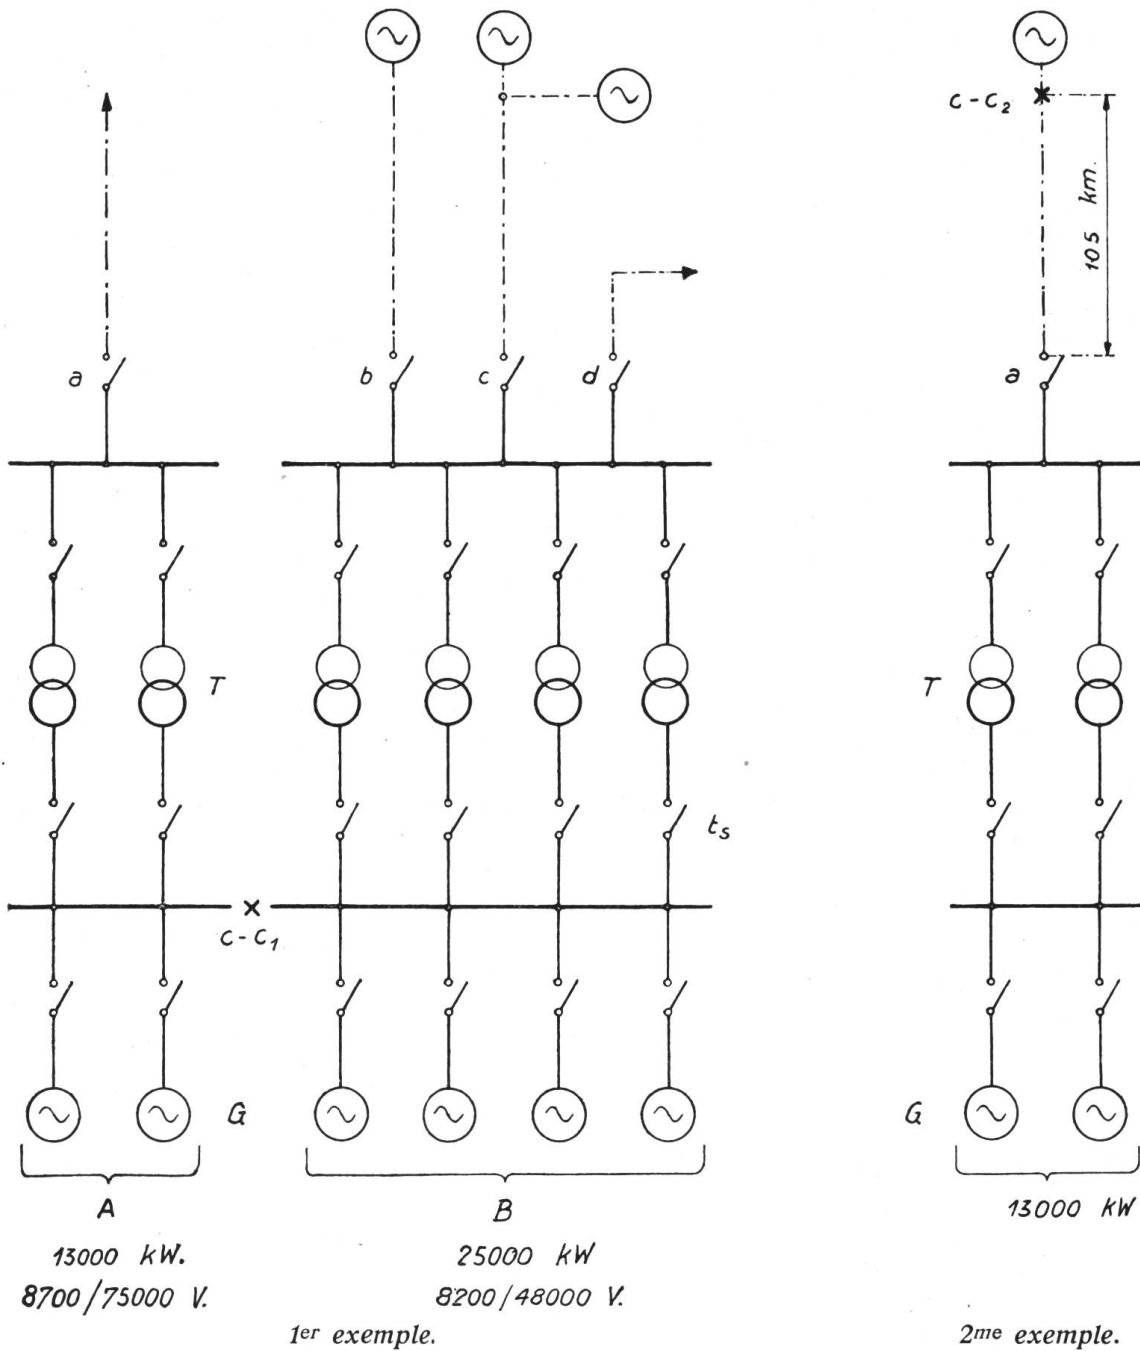 c-c₂
105 km.
a
b
c
d
a
T
T
tₛ
c-c₁
G
G
A
B
13000 kW
13000 kW.
25000 kW
8700/75000 V.
8200/48000 V.
1er exemple.
2me exemple.